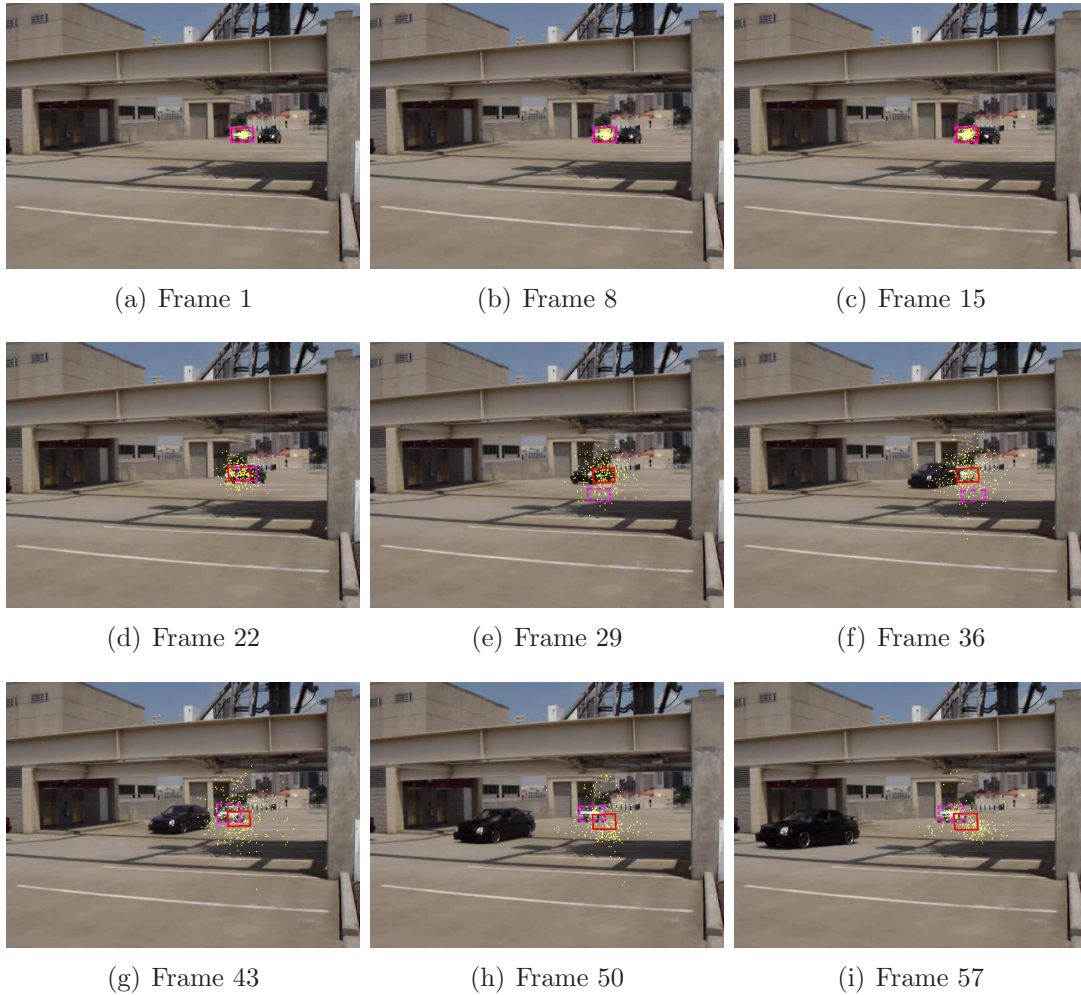 (a) Frame 1
(b) Frame 8
(c) Frame 15
(d) Frame 22
(e) Frame 29
(f) Frame 36
(g) Frame 43
(h) Frame 50
(i) Frame 57